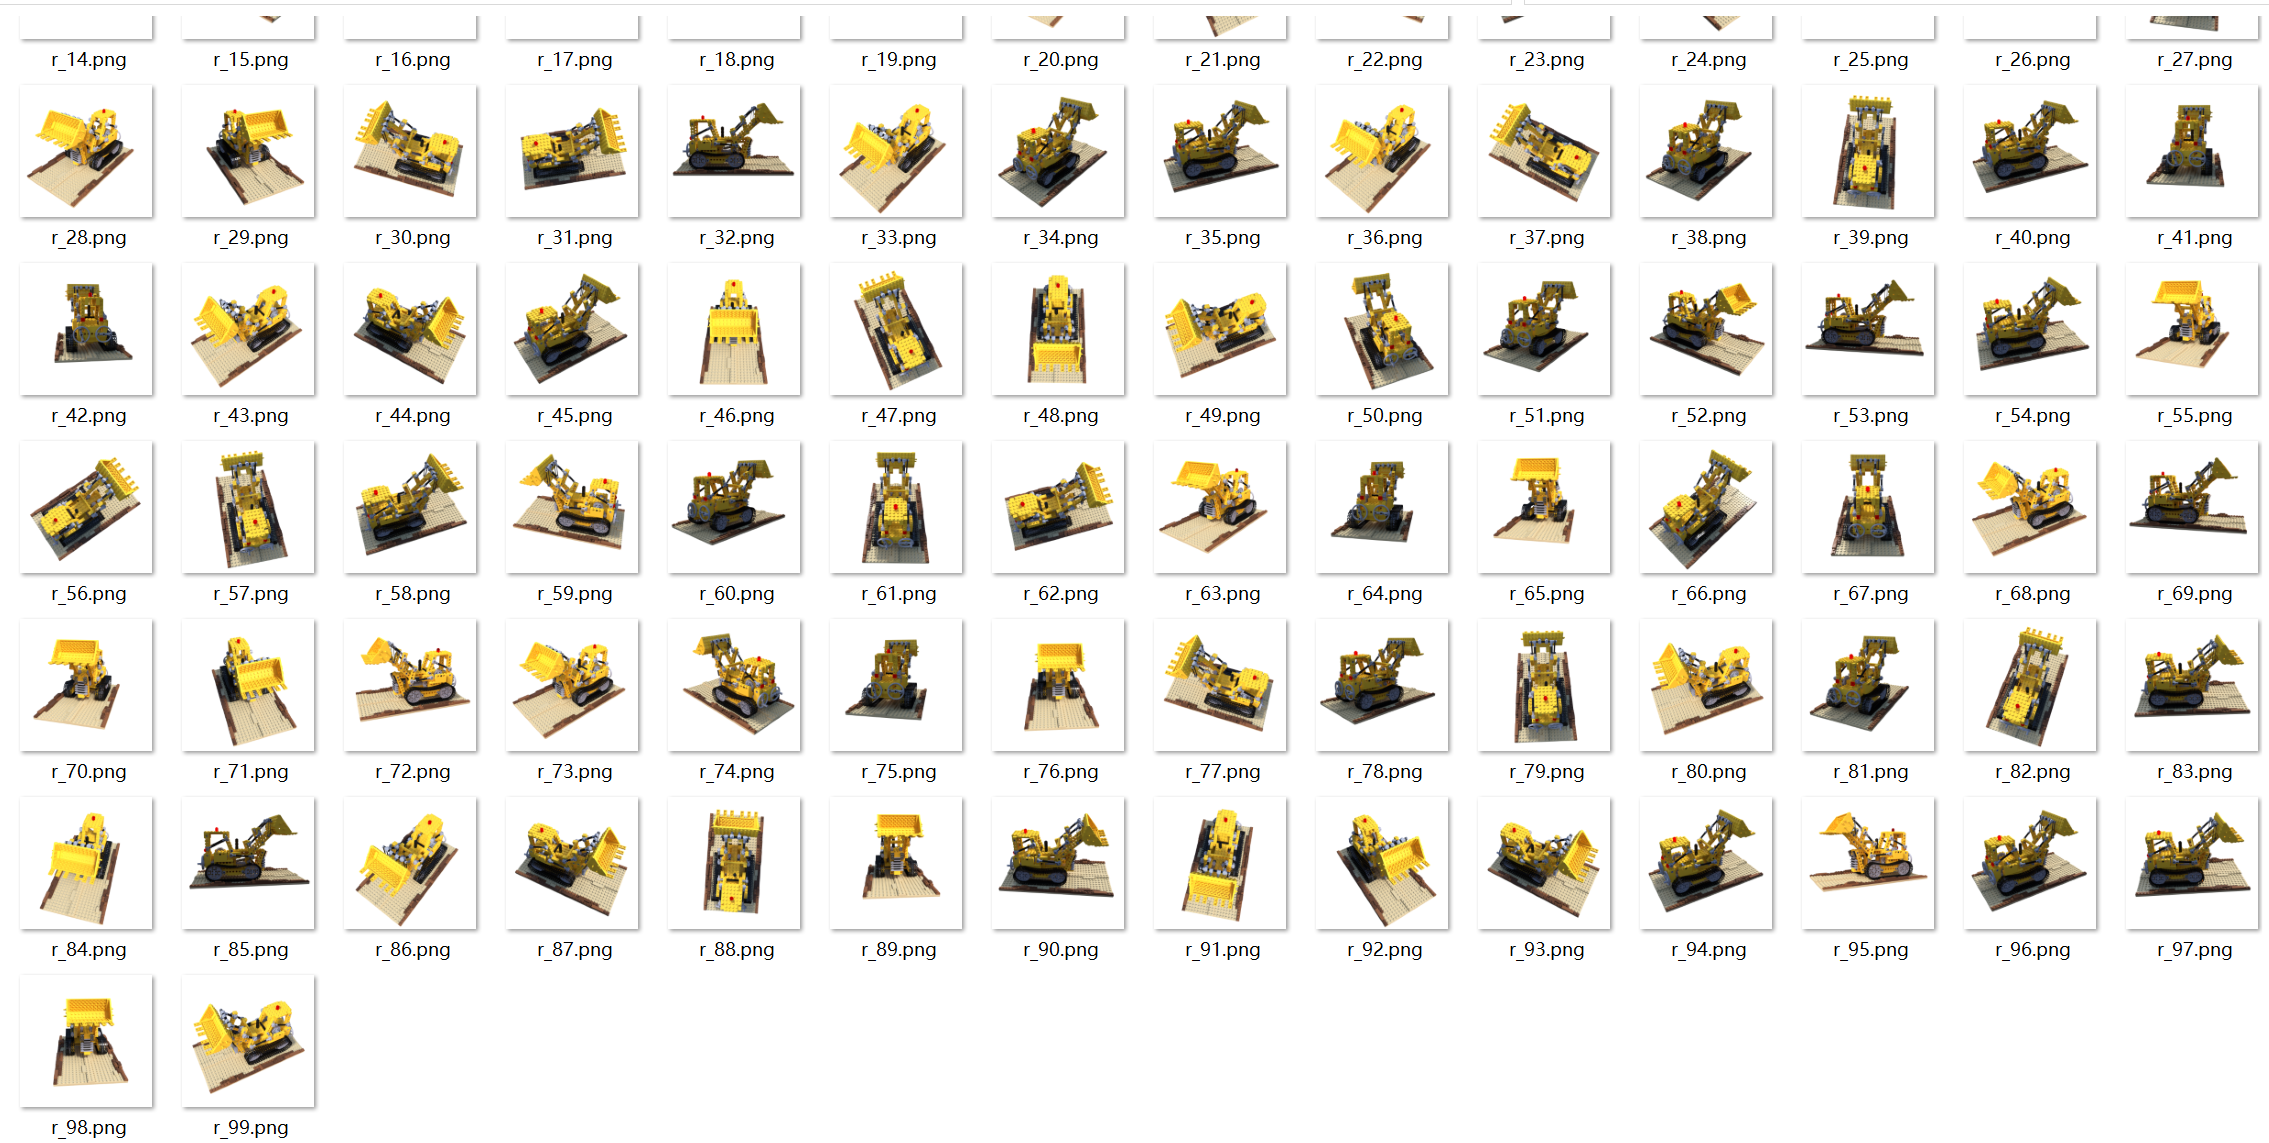 r_14.png r_15.png r_16.png r_17.png r_18.png r_19.png r_20.png r_21.png r_22.png r_23.png r_24.png r_25.png r_26.png r_27.png
r_28.png r_29.png r_30.png r_31.png r_32.png r_33.png r_34.png r_35.png r_36.png r_37.png r_38.png r_39.png r_40.png r_41.png
r_42.png r_43.png r_44.png r_45.png r_46.png r_47.png r_48.png r_49.png r_50.png r_51.png r_52.png r_53.png r_54.png r_55.png
r_56.png r_57.png r_58.png r_59.png r_60.png r_61.png r_62.png r_63.png r_64.png r_65.png r_66.png r_67.png r_68.png r_69.png
r_70.png r_71.png r_72.png r_73.png r_74.png r_75.png r_76.png r_77.png r_78.png r_79.png r_80.png r_81.png r_82.png r_83.png
r_84.png r_85.png r_86.png r_87.png r_88.png r_89.png r_90.png r_91.png r_92.png r_93.png r_94.png r_95.png r_96.png r_97.png
r_98.png r_99.png